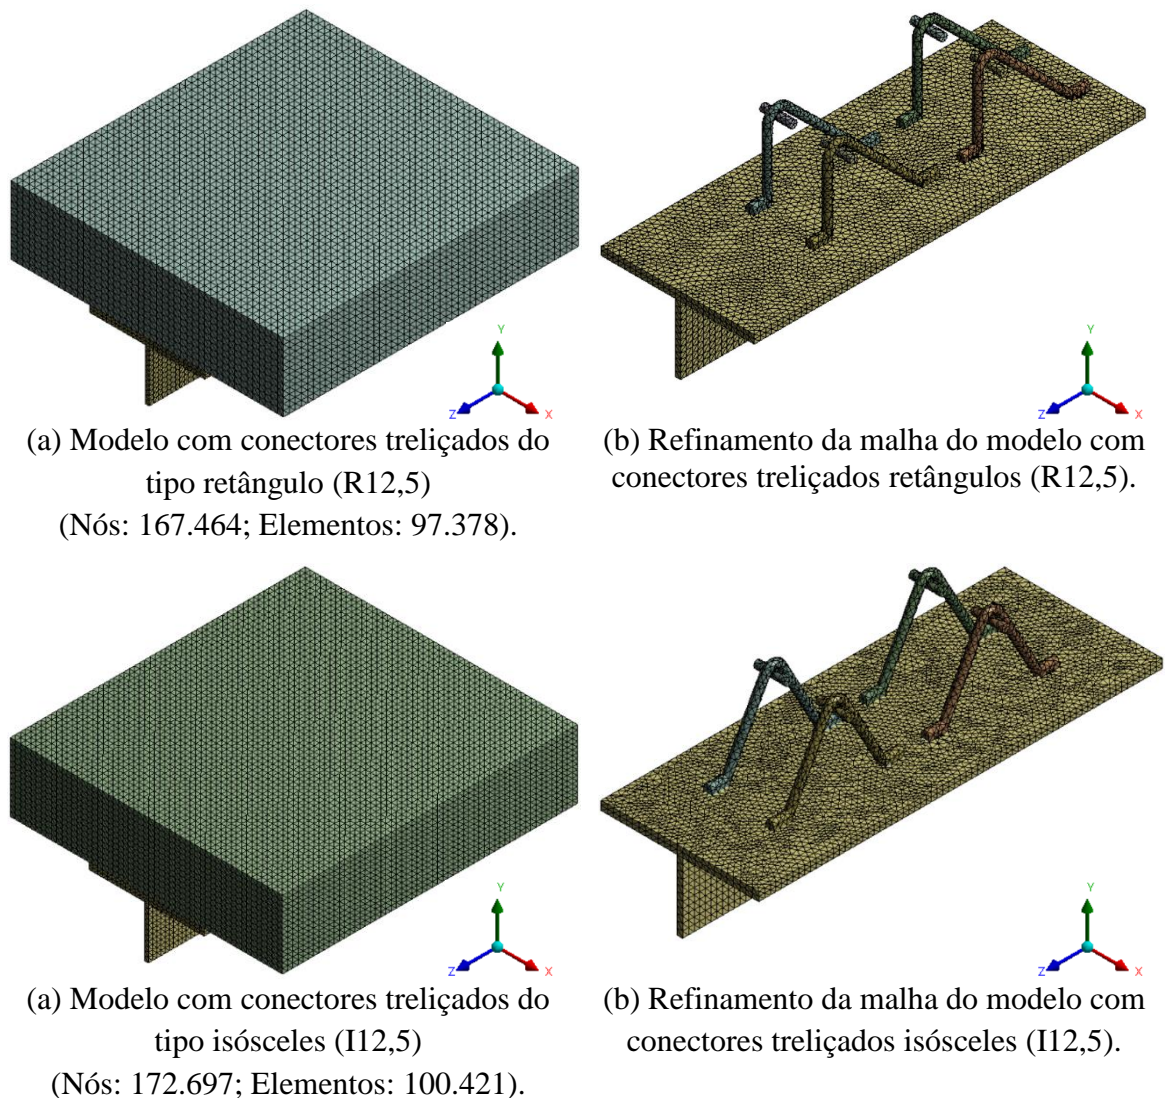 Y
Z
X
Y
Z
X
(a) Modelo com conectores treliçados do
tipo retângulo (R12,5)
(Nós: 167.464; Elementos: 97.378).
(b) Refinamento da malha do modelo com
conectores treliçados retângulos (R12,5).
Y
Z
X
Y
Z
X
(a) Modelo com conectores treliçados do
tipo isósceles (I12,5)
(Nós: 172.697; Elementos: 100.421).
(b) Refinamento da malha do modelo com
conectores treliçados isósceles (I12,5).